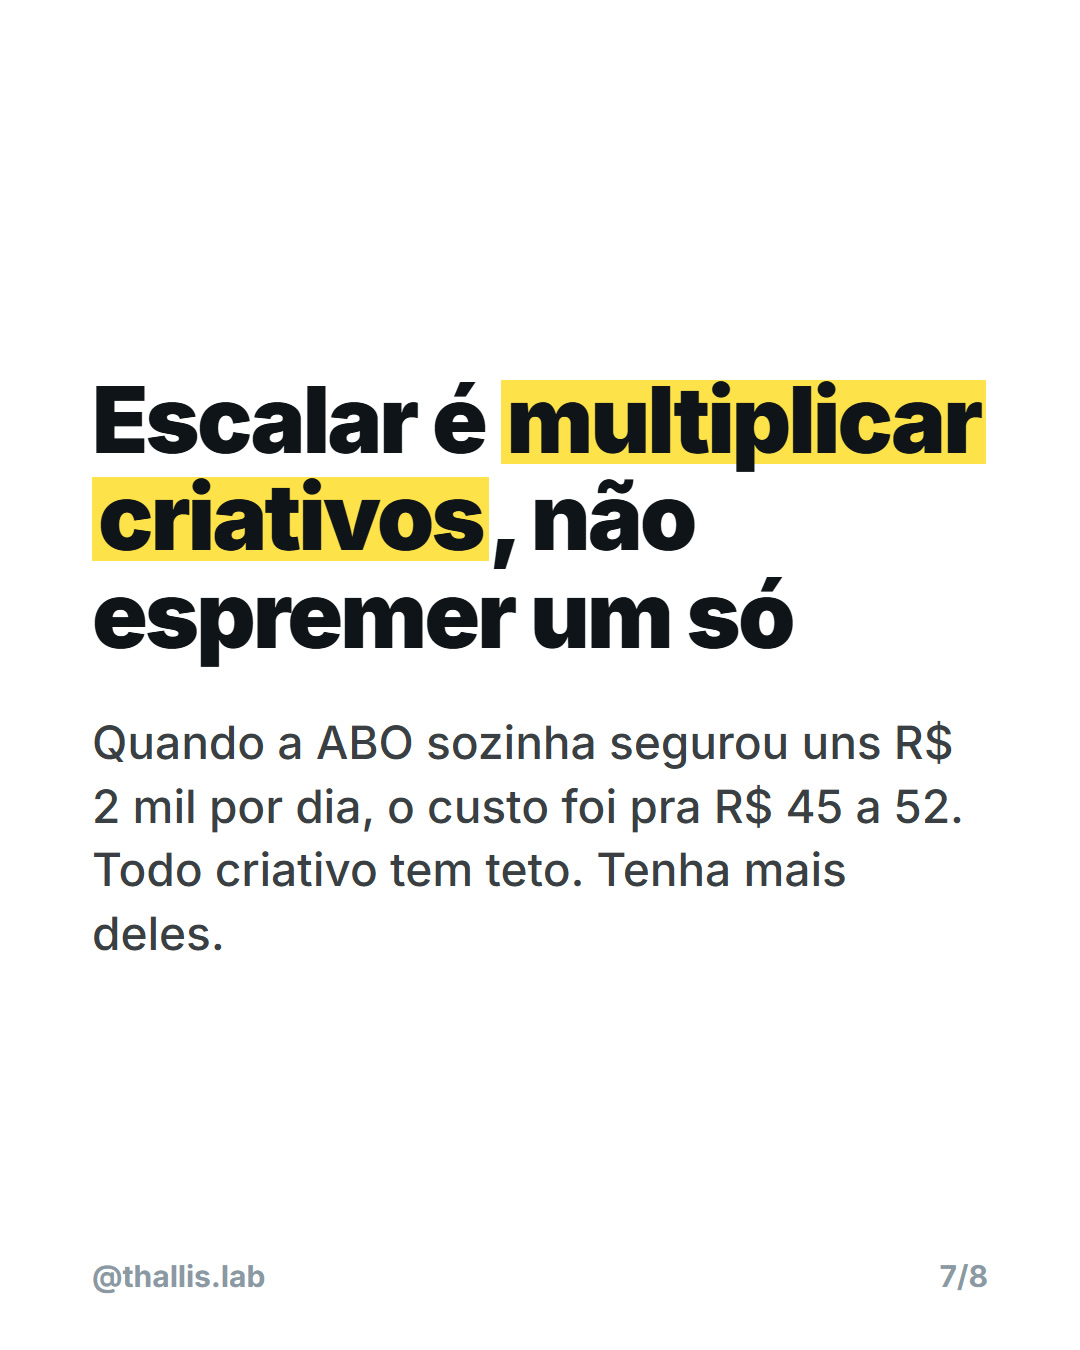 Escalar é multiplicar
criativos, não
espremer um só
Quando a ABO sozinha segurou uns R$
2 mil por dia, o custo foi pra R$ 45 a 52.
Todo criativo tem teto. Tenha mais
deles.
@thallis.lab
7/8